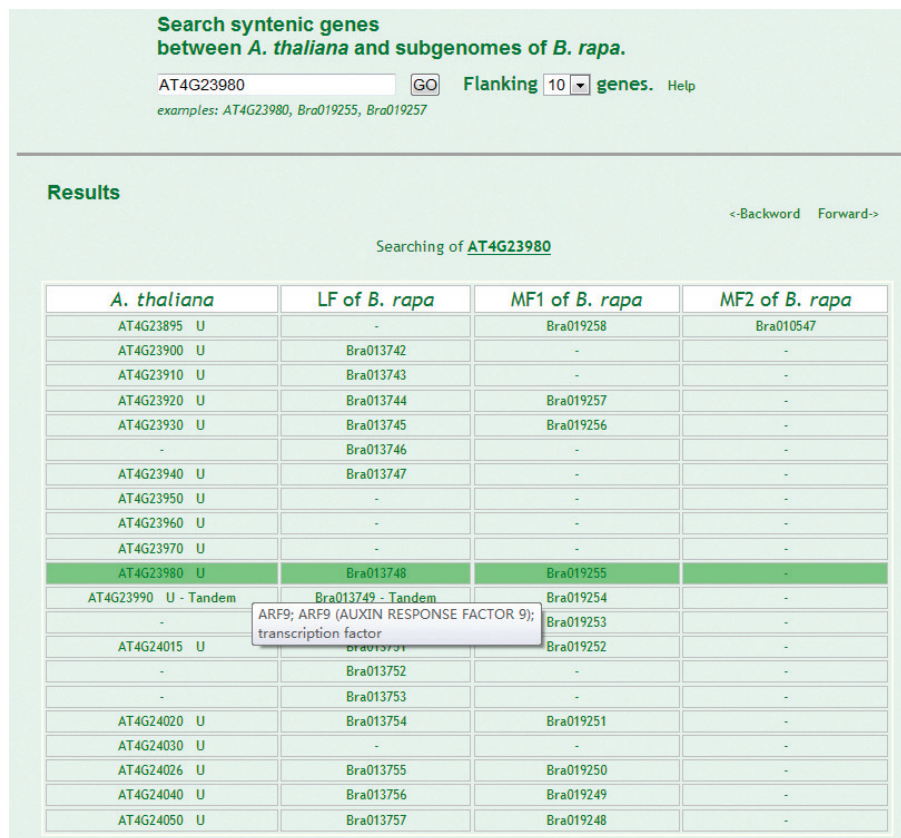 Search syntenic genes
between A. thaliana and subgenomes of B. rapa.
AT4G23980 GO Flanking 10 genes. Help
examples: AT4G23980, Bra019255, Bra019257
Results
<-Backword Forward->
Searching of AT4G23980
A. thaliana LF of B. rapa MF1 of B. rapa MF2 of B. rapa
AT4G23895 U - Bra019258 Bra010547
AT4G23900 U Bra013742 - -
AT4G23910 U Bra013743 - -
AT4G23920 U Bra013744 Bra019257 -
AT4G23930 U Bra013745 Bra019256 -
- Bra013746 - -
AT4G23940 U Bra013747 - -
AT4G23950 U - - -
AT4G23960 U - - -
AT4G23970 U - - -
AT4G23980 U Bra013748 Bra019255 -
AT4G23990 U - Tandem Bra013749 - Tandem Bra019254 -
ARF9; ARF9 (AUXIN RESPONSE FACTOR 9);
transcription factor
- Bra019253 -
AT4G24015 U Bra013751 Bra019252 -
- Bra013752 - -
- Bra013753 - -
AT4G24020 U Bra013754 Bra019251 -
AT4G24030 U - - -
AT4G24026 U Bra013755 Bra019250 -
AT4G24040 U Bra013756 Bra019249 -
AT4G24050 U Bra013757 Bra019248 -